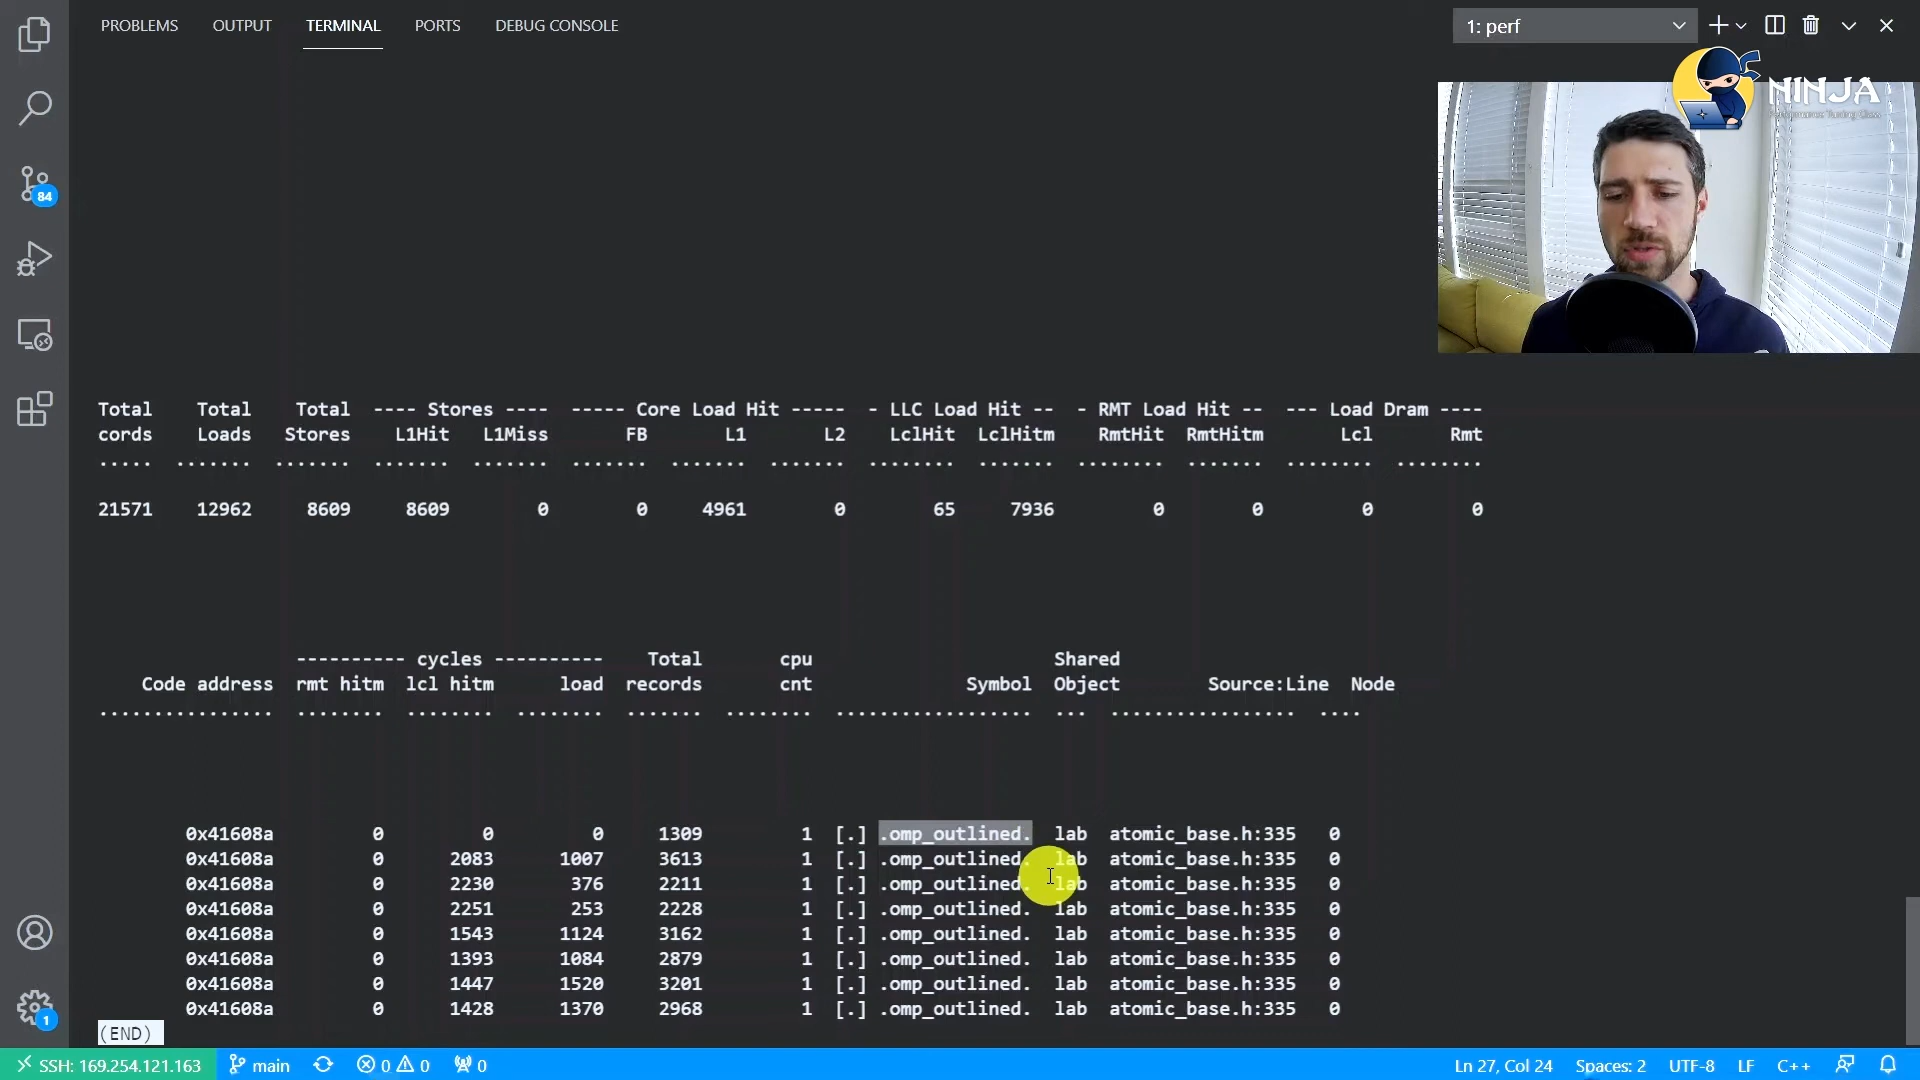 PROBLEMS OUTPUT TERMINAL PORTS DEBUG CONSOLE 1: perf
NINJA
84
Total Total Total ---- Stores ---- ----- Core Load Hit ----- - LLC Load Hit -- - RMT Load Hit -- --- Load Dram ----
cords Loads Stores L1Hit L1Miss FB L1 L2 LclHit LclHitm RmtHit RmtHitm Lcl Rmt
..... ....... ....... ....... ....... ....... ....... ....... ........ ....... ........ ....... ........ ........
21571 12962 8609 8609 0 0 4961 0 65 7936 0 0 0 0
---------- cycles ---------- Total cpu Shared
Code address rmt hitm lcl hitm load records cnt Symbol Object Source:Line Node
................ ........ ........ ........ ....... ........ .................. ... ................. ....
0x41608a 0 0 0 1309 1 [.] .omp_outlined. lab atomic_base.h:335 0
0x41608a 0 2083 1007 3613 1 [.] .omp_outlined. lab atomic_base.h:335 0
0x41608a 0 2230 376 2211 1 [.] .omp_outlined. lab atomic_base.h:335 0
0x41608a 0 2251 253 2228 1 [.] .omp_outlined. lab atomic_base.h:335 0
0x41608a 0 1543 1124 3162 1 [.] .omp_outlined. lab atomic_base.h:335 0
0x41608a 0 1393 1084 2879 1 [.] .omp_outlined. lab atomic_base.h:335 0
0x41608a 0 1447 1520 3201 1 [.] .omp_outlined. lab atomic_base.h:335 0
0x41608a 0 1428 1370 2968 1 [.] .omp_outlined. lab atomic_base.h:335 0
1
(END)
SSH: 169.254.121.163 main 0 0 0 Ln 27, Col 24 Spaces: 2 UTF-8 LF C++